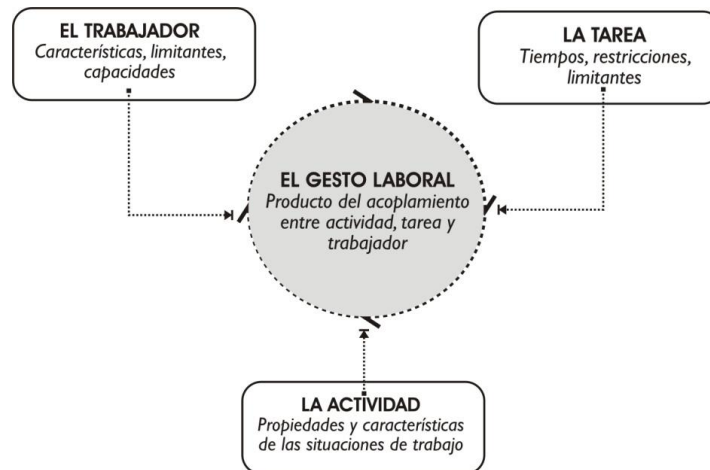 EL TRABAJADOR
Características, limitantes,
capacidades
LA TAREA
Tiempos, restricciones,
limitantes
EL GESTO LABORAL
Producto del acoplamiento
entre actividad, tarea y
trabajador
LA ACTIVIDAD
Propiedades y características
de las situaciones de trabajo